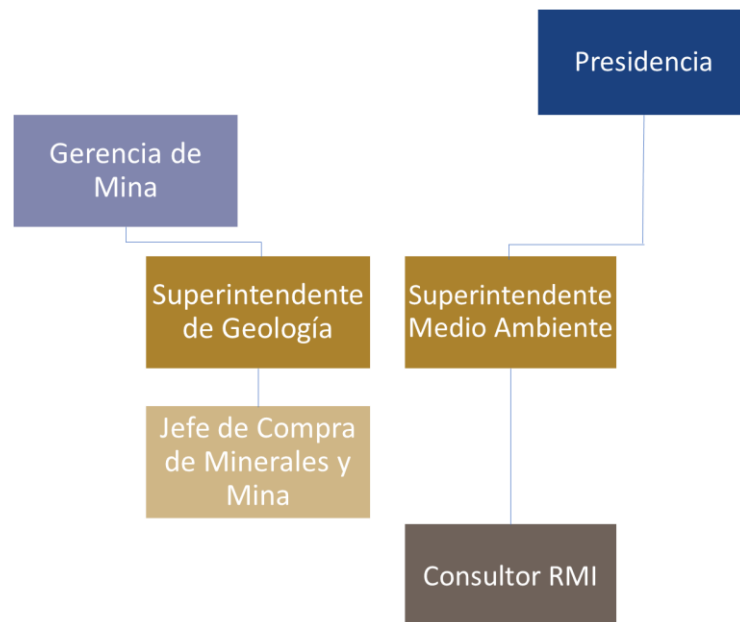 Presidencia
Gerencia de
Mina
Superintendente
de Geología
Superintendente
Medio Ambiente
Jefe de Compra
de Minerales y
Mina
Consultor RMI